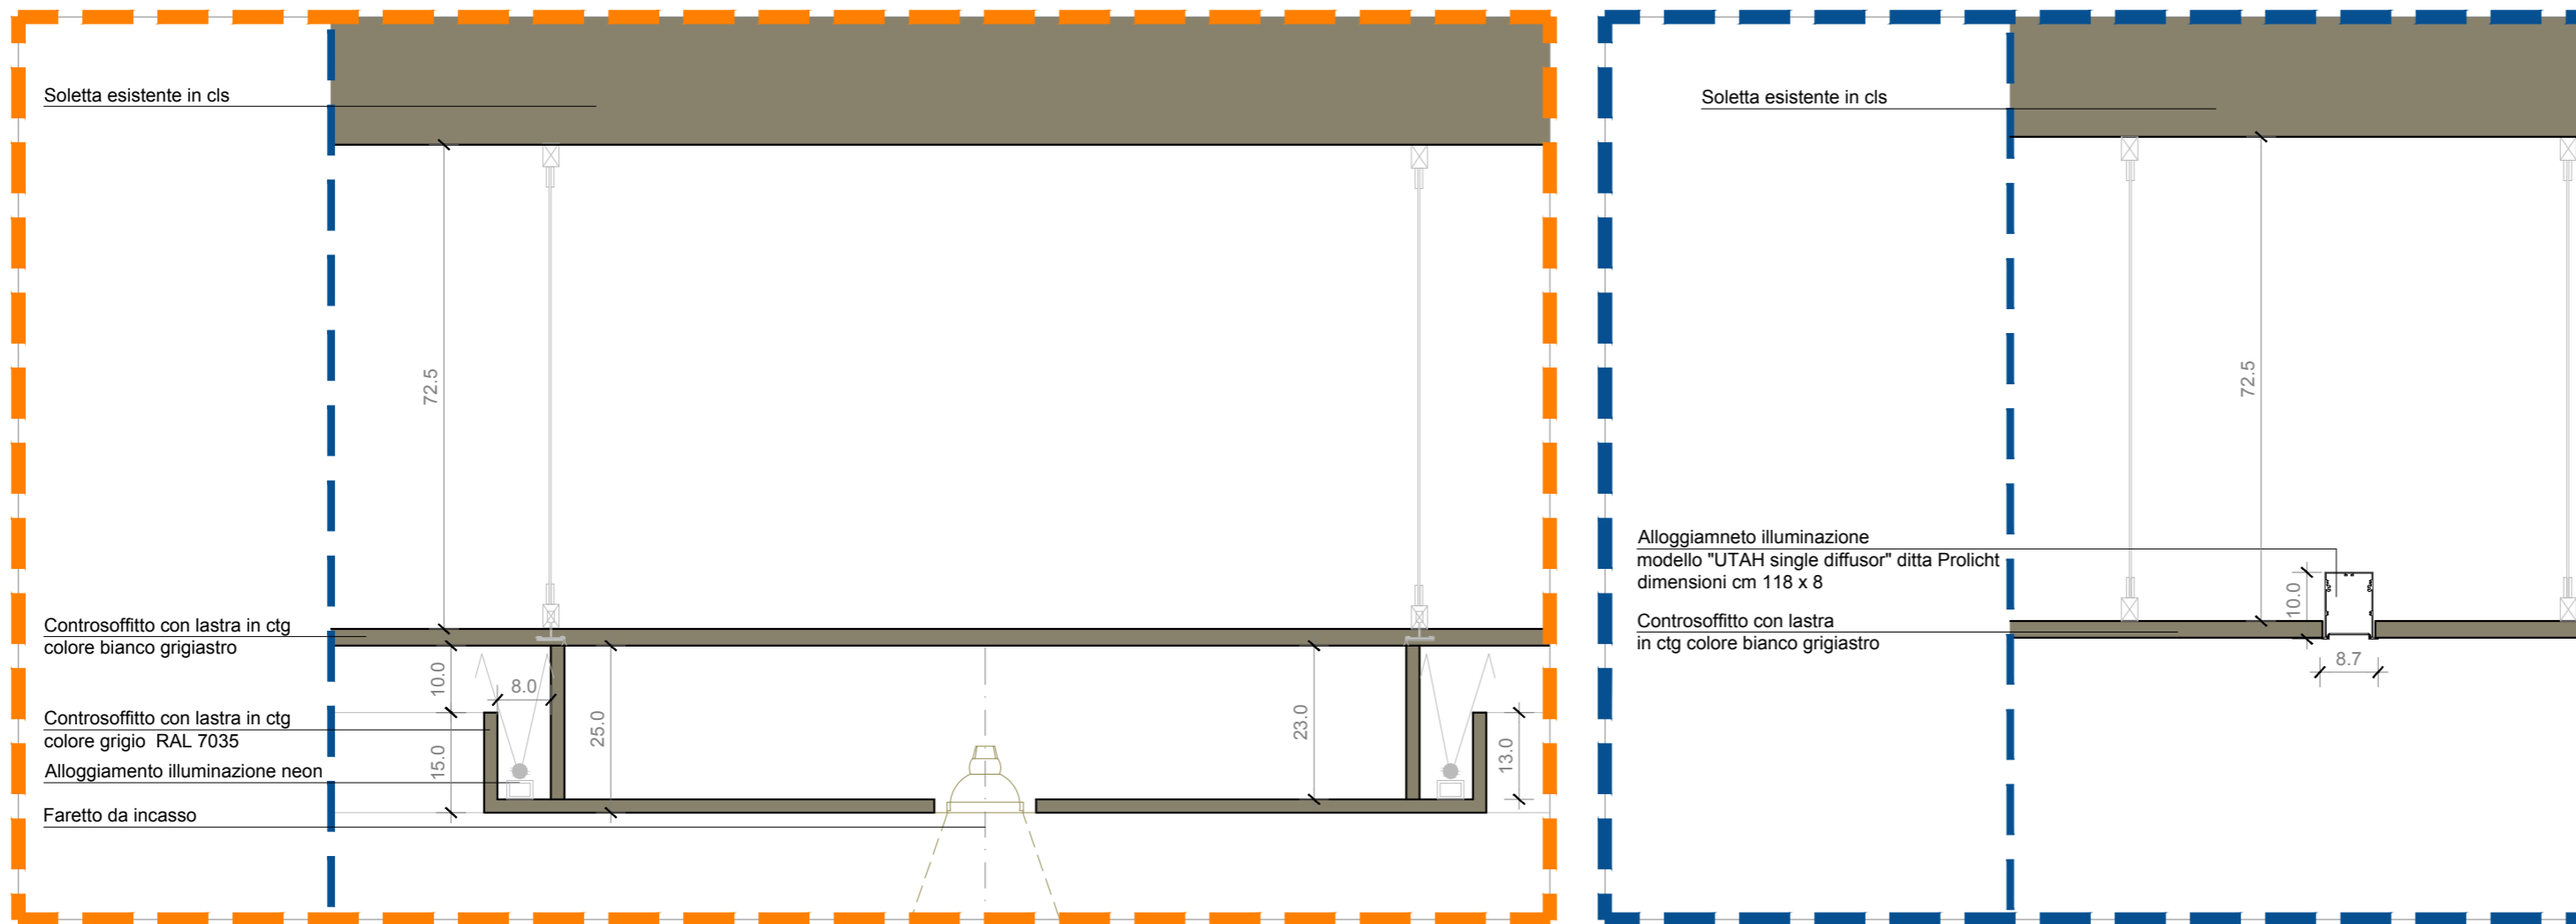 Soletta esistente in cls
72.5
Controsoffitto con lastra in ctg
colore bianco grigiastro
10.0
8.0
Controsoffitto con lastra in ctg
colore grigio  RAL 7035
25.0
23.0
15.0
13.0
Alloggiamento illuminazione neon
Faretto da incasso
Soletta esistente in cls
72.5
Alloggiamneto illuminazione
modello "UTAH single diffusor" ditta Prolicht
dimensioni cm 118 x 8
10.0
Controsoffitto con lastra
in ctg colore bianco grigiastro
8.7